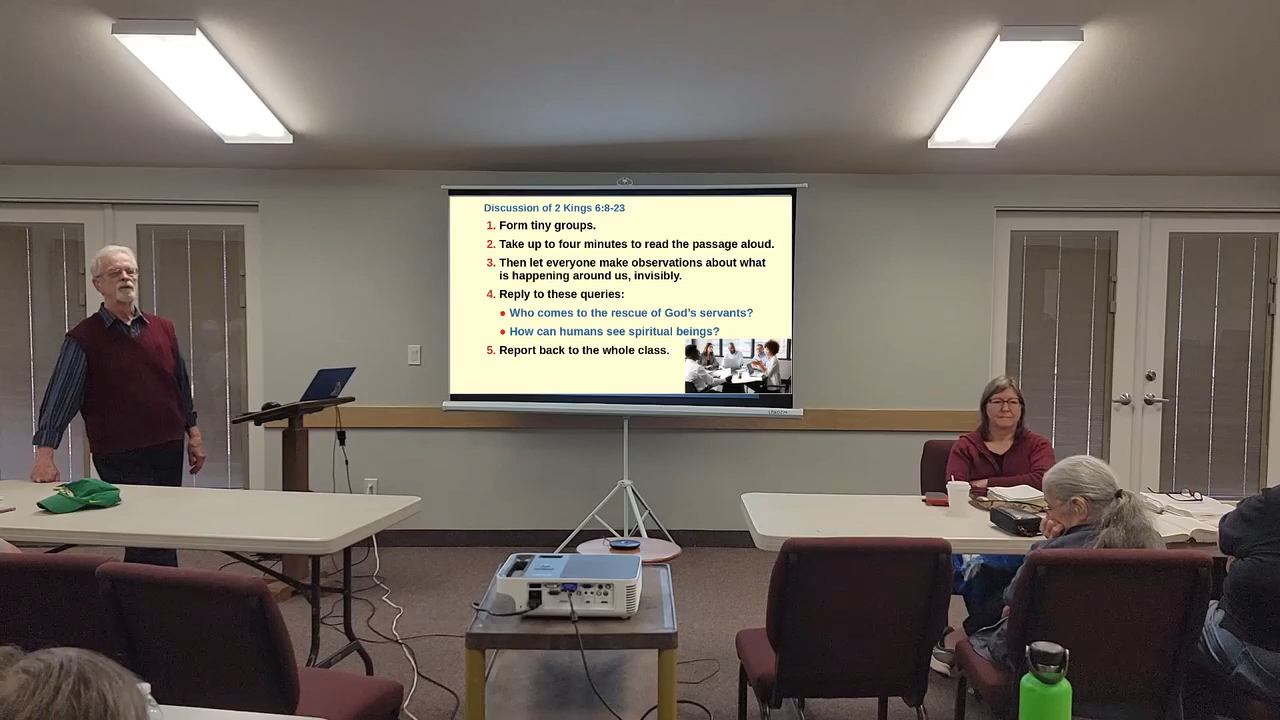 Discussion of 2 Kings 6:8-23
1. Form tiny groups.
2. Take up to four minutes to read the passage aloud.
3. Then let everyone make observations about what
is happening around us, invisibly.
4. Reply to these queries:
• Who comes to the rescue of God's servants?
• How can humans see spiritual beings?
5. Report back to the whole class.